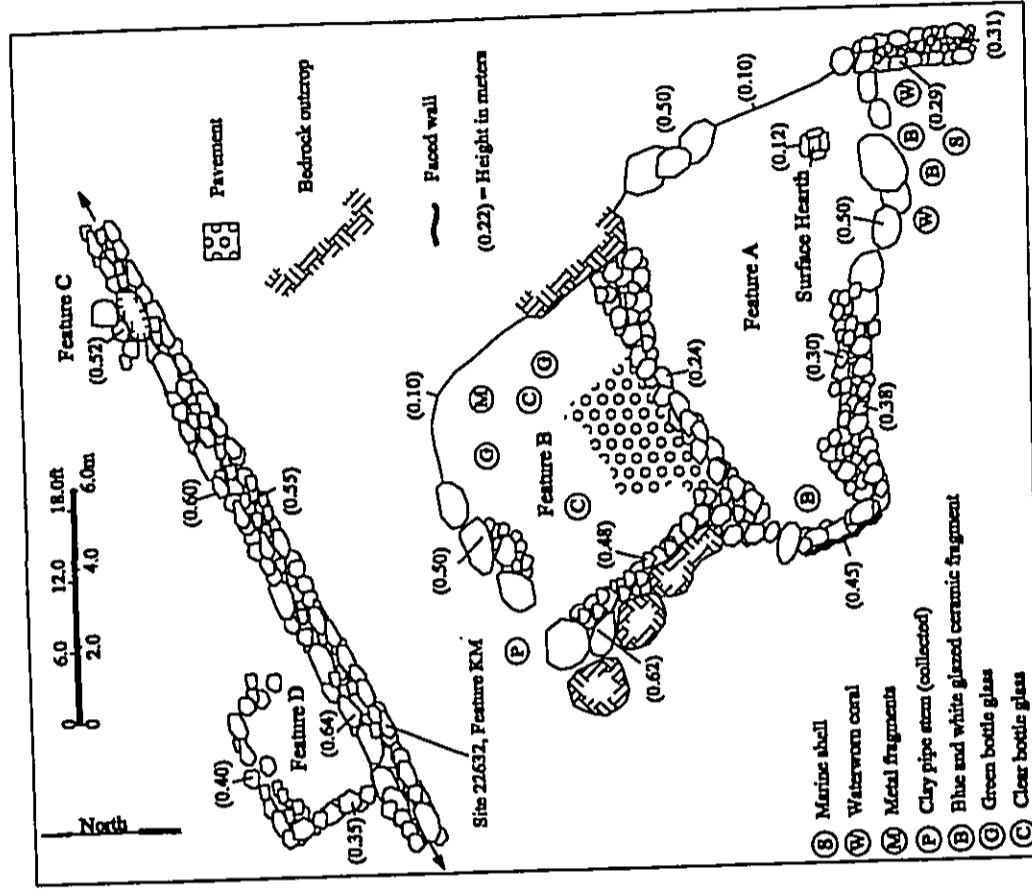 North
0 6.0 12.0 18.0ft
0 2.0 4.0 6.0m
Feature C
(0.52)
Pavement
Bedrock outcrop
Faced wall
(0.22) = Height in meters
(0.60)
(0.55)
(0.40)
Feature D
(0.64)
(0.35)
Site 22632, Feature KM
(0.10)
(0.50)
G
M
C
G
Feature B
C
P
(0.48)
(0.62)
(0.24)
(0.50)
(0.10)
Feature A
(0.12)
Surface Hearth
(0.50)
(0.30)
(0.38)
(0.45)
B
W
B
B
S
W
(0.29)
(0.31)
S Marine shell
W Waterworn coral
M Metal fragments
P Clay pipe stem (collected)
B Blue and white glazed ceramic fragment
G Green bottle glass
C Clear bottle glass